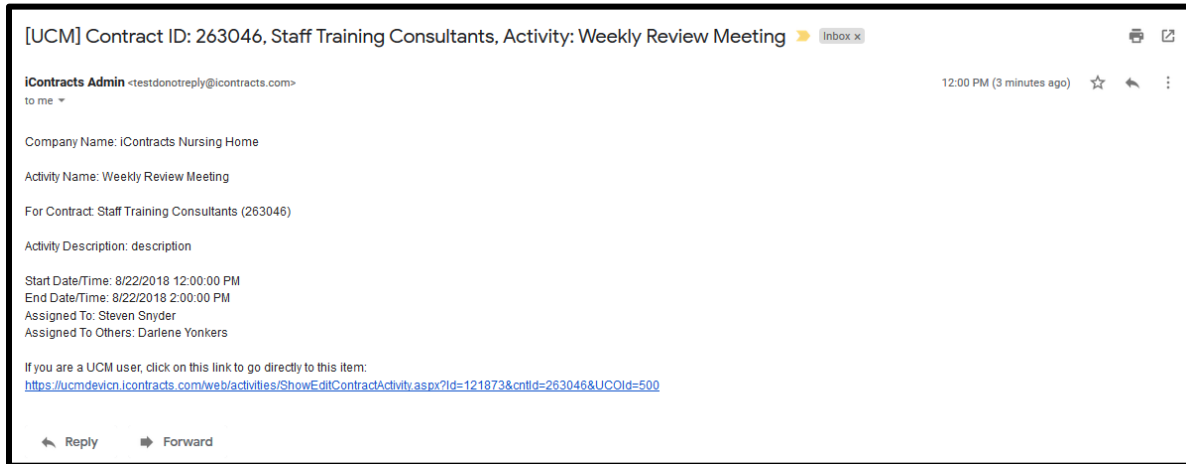 [UCM] Contract ID: 263046, Staff Training Consultants, Activity: Weekly Review Meeting Inbox x
iContracts Admin <testdonotreply@icontracts.com> 12:00 PM (3 minutes ago)
to me
Company Name: iContracts Nursing Home
Activity Name: Weekly Review Meeting
For Contract: Staff Training Consultants (263046)
Activity Description: description
Start Date/Time: 8/22/2018 12:00:00 PM
End Date/Time: 8/22/2018 2:00:00 PM
Assigned To: Steven Snyder
Assigned To Others: Darlene Yonkers
If you are a UCM user, click on this link to go directly to this item:
https://ucmdevicn.icontracts.com/web/activities/ShowEditContractActivity.aspx?Id=121873&cntId=263046&UCOId=500
Reply Forward